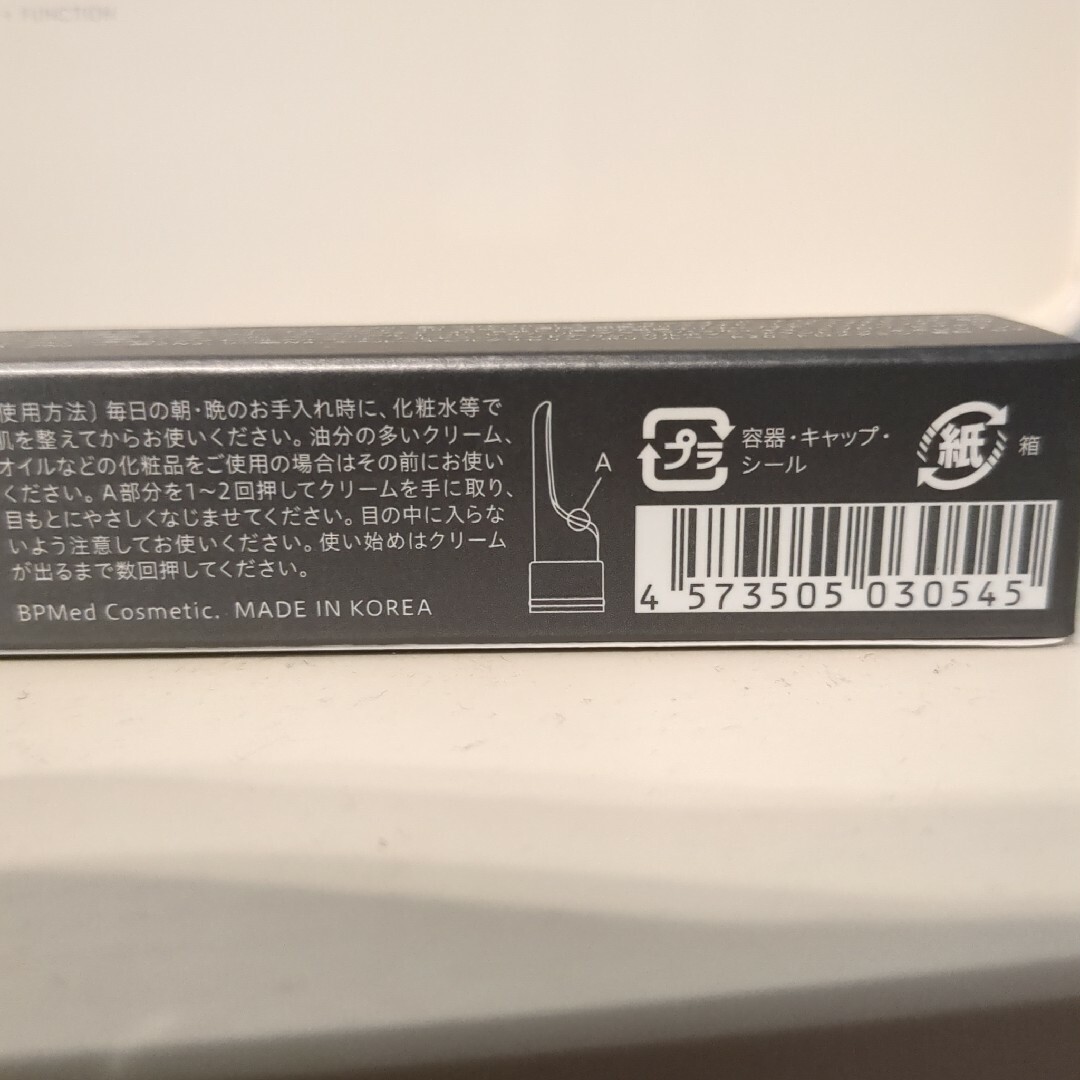 FUNCTION
使用方法〕毎日の朝・晩のお手入れ時に、化粧水等で
肌を整えてからお使いください。油分の多いクリーム、
オイルなどの化粧品をご使用の場合はその前にお使い
ください。A部分を1〜2回押してクリームを手に取り、
目もとにやさしくなじませてください。目の中に入らな
いよう注意してお使いください。使い始めはクリーム
が出るまで数回押してください。
BPMed Cosmetic. MADE IN KOREA
A
プラ
容器・キャップ・
シール
紙
箱
4 573505 030545